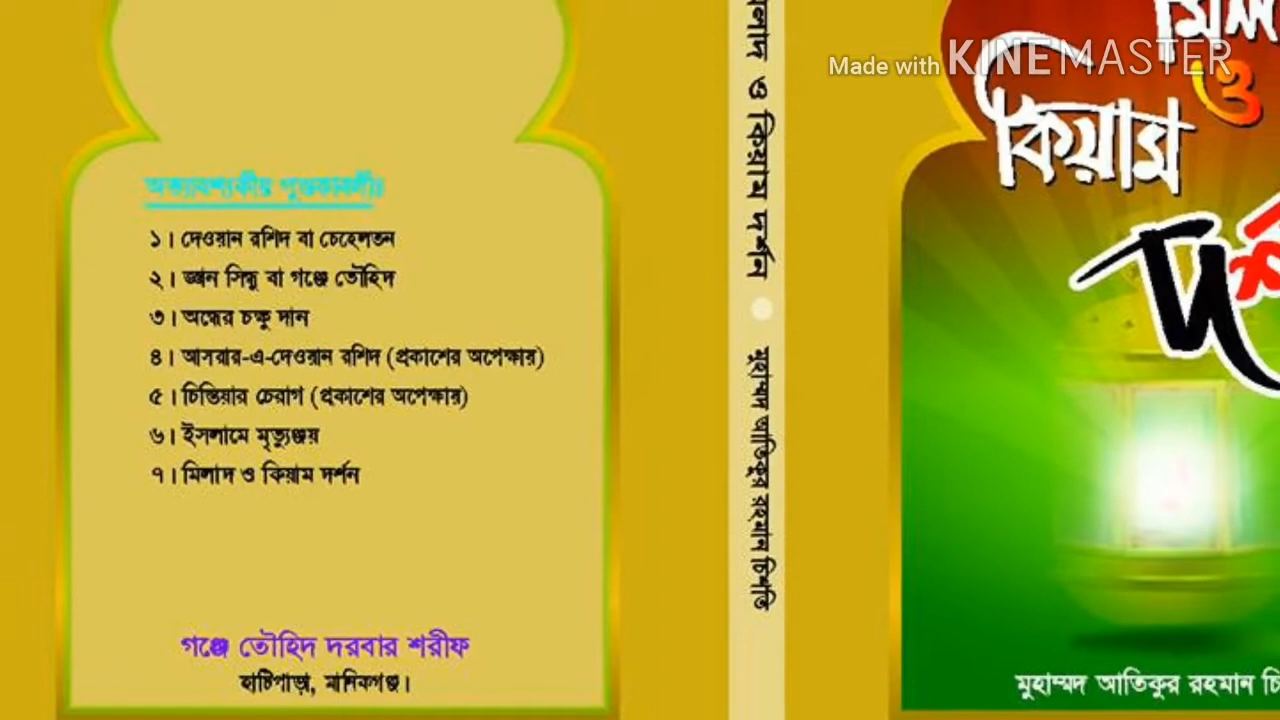 অত্যাবশ্যকীয় পুস্তকাবলীঃ
১। দেওয়ান রশিদ বা চেহেলতন
২। জ্ঞান সিন্ধু বা গঞ্জে তৌহিদ
৩। অন্ধের চক্ষু দান
৪। আসরার-এ-দেওয়ান রশিদ (প্রকাশের অপেক্ষায়)
৫। চিস্তিয়ার চেরাগ (প্রকাশের অপেক্ষায়)
৬। ইসলামে মৃত্যুঞ্জয়
৭। মিলাদ ও কিয়াম দর্শন
গঞ্জে তৌহিদ দরবার শরীফ
হাটিপাড়া, মানিকগঞ্জ।
ও কিয়াম দর্শন ● মুহাম্মদ আতিকুর রহমান চিশতি
Made with KINEMASTER
ও
কিয়াম
মুহাম্মদ আতিকুর রহমান